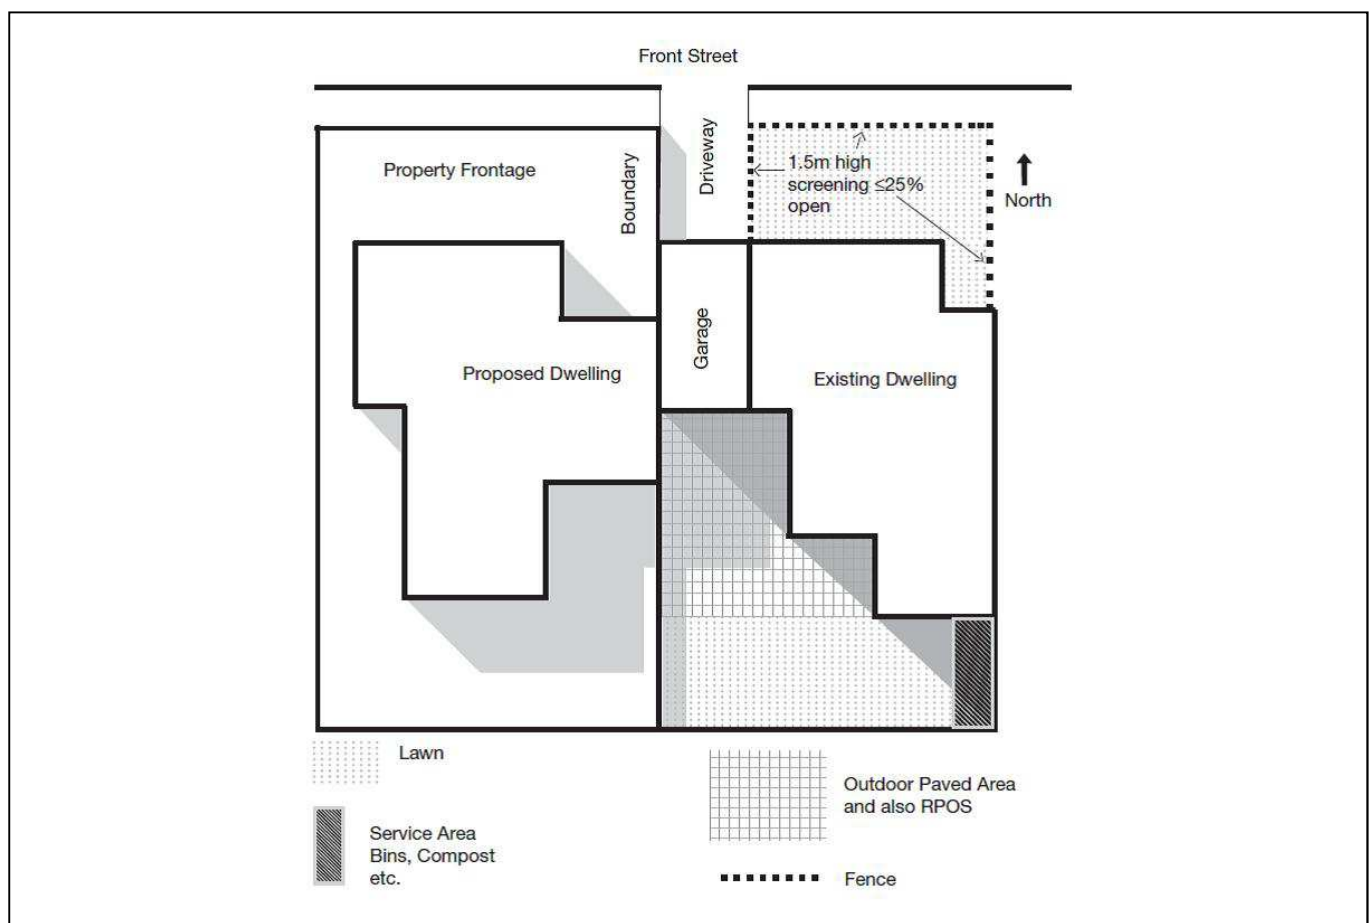 Front Street
Property Frontage
Boundary
Driveway
1.5m high
screening ≤25%
open
North
Garage
Proposed Dwelling
Existing Dwelling
Lawn
Outdoor Paved Area
and also RPOS
Service Area
Bins, Compost
etc.
Fence